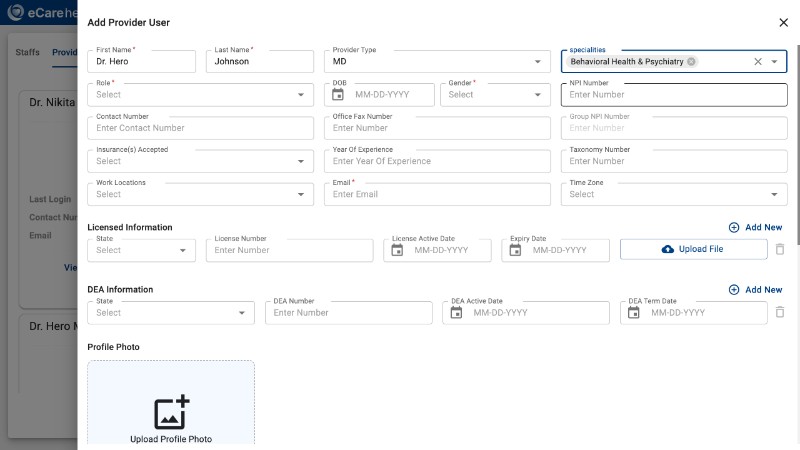 eCare he
Add Provider User
Staffs Provid
First Name *
Dr. Hero
Last Name *
Johnson
Provider Type
MD
specialities
Behavioral Health & Psychiatry
Role *
Select
DOB
MM-DD-YYYY
Gender *
Select
NPI Number
Enter Number
Dr. Nikita
Contact Number
Enter Contact Number
Office Fax Number
Enter Number
Group NPI Number
Enter Number
Insurance(s) Accepted
Select
Year Of Experience
Enter Year Of Experience
Taxonomy Number
Enter Number
Work Locations
Select
Email *
Enter Email
Time Zone
Select
Last Login
Contact Nur
Email
Vie
Licensed Information
Add New
State
Select
License Number
Enter Number
License Active Date
MM-DD-YYYY
Expiry Date
MM-DD-YYYY
Upload File
DEA Information
Add New
State
Select
DEA Number
Enter Number
DEA Active Date
MM-DD-YYYY
DEA Term Date
MM-DD-YYYY
Dr. Hero M
Profile Photo
Upload Profile Photo